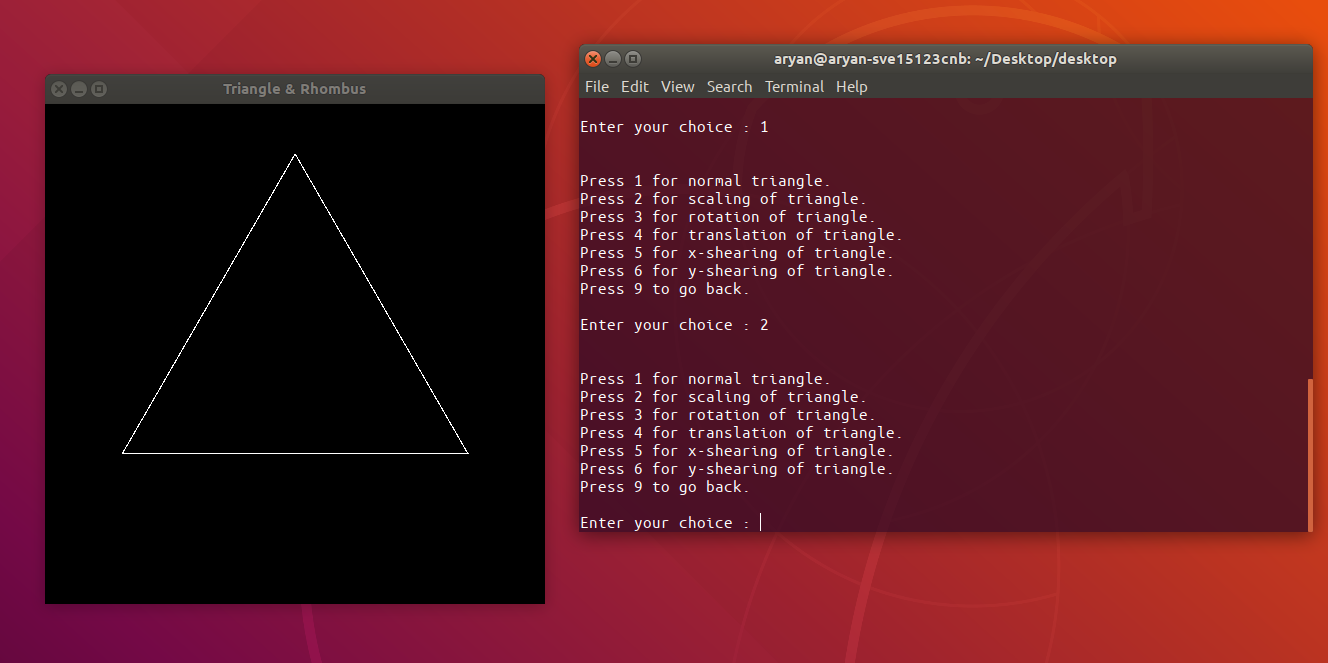 Triangle & Rhombus
aryan@aryan-sve15123cnb: ~/Desktop/desktop
File Edit View Search Terminal Help
Enter your choice : 1
Press 1 for normal triangle.
Press 2 for scaling of triangle.
Press 3 for rotation of triangle.
Press 4 for translation of triangle.
Press 5 for x-shearing of triangle.
Press 6 for y-shearing of triangle.
Press 9 to go back.
Enter your choice : 2
Press 1 for normal triangle.
Press 2 for scaling of triangle.
Press 3 for rotation of triangle.
Press 4 for translation of triangle.
Press 5 for x-shearing of triangle.
Press 6 for y-shearing of triangle.
Press 9 to go back.
Enter your choice :